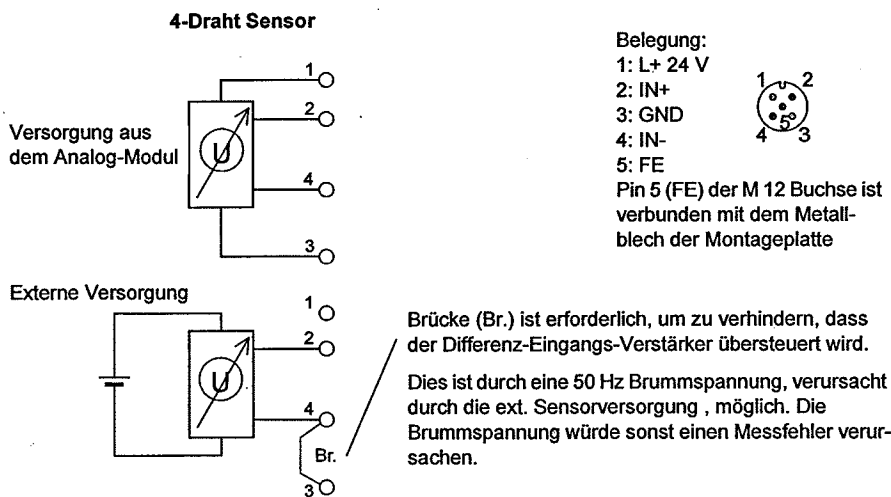 4-Draht Sensor
1
2
Versorgung aus
dem Analog-Modul
U
4
3
Belegung:
1: L+ 24 V
2: IN+
3: GND
4: IN-
5: FE
1 2
5
4 3
Pin 5 (FE) der M 12 Buchse ist
verbunden mit dem Metall-
blech der Montageplatte
Externe Versorgung
1
2
U
4
Br.
3
Brücke (Br.) ist erforderlich, um zu verhindern, dass
der Differenz-Eingangs-Verstärker übersteuert wird.
Dies ist durch eine 50 Hz Brummspannung, verursacht
durch die ext. Sensorversorgung , möglich. Die
Brummspannung würde sonst einen Messfehler verur-
sachen.